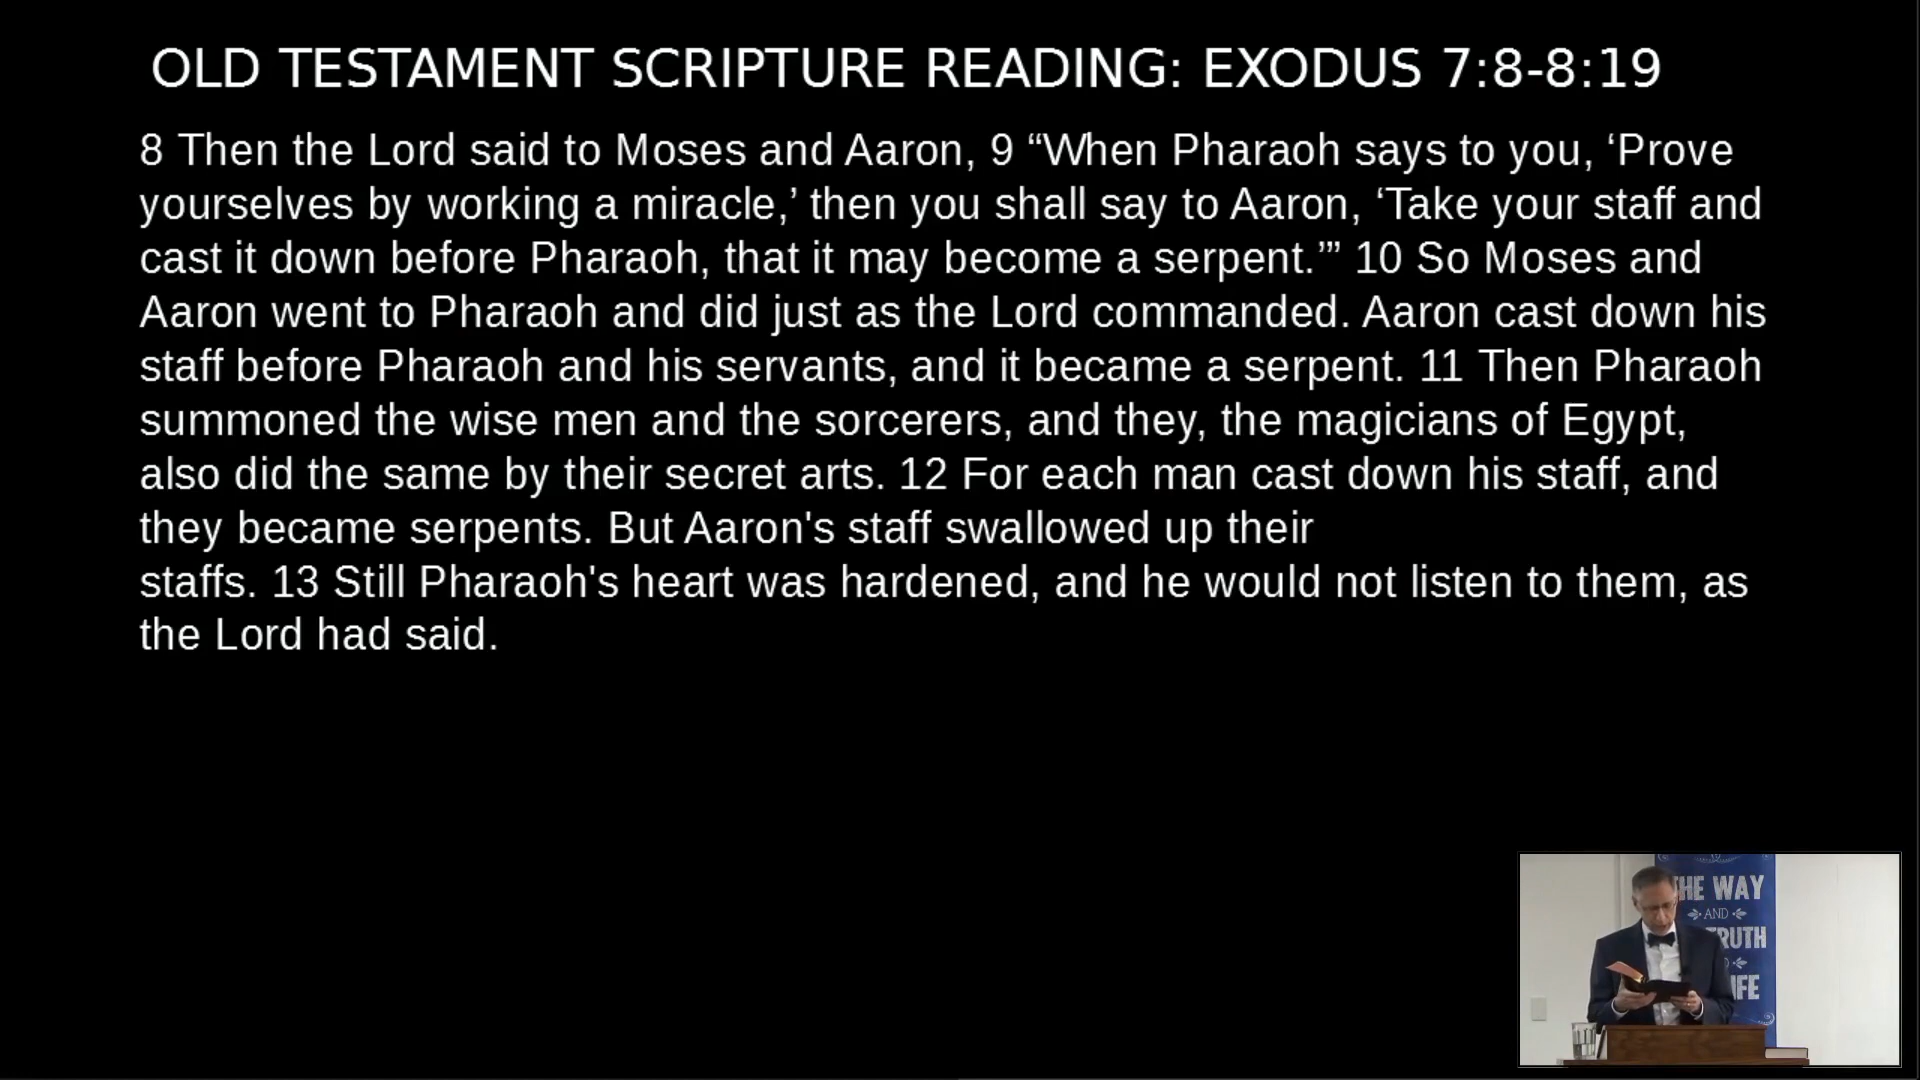 OLD TESTAMENT SCRIPTURE READING: EXODUS 7:8-8:19
8 Then the Lord said to Moses and Aaron, 9 “When Pharaoh says to you, ‘Prove
yourselves by working a miracle,’ then you shall say to Aaron, ‘Take your staff and
cast it down before Pharaoh, that it may become a serpent.’” 10 So Moses and
Aaron went to Pharaoh and did just as the Lord commanded. Aaron cast down his
staff before Pharaoh and his servants, and it became a serpent. 11 Then Pharaoh
summoned the wise men and the sorcerers, and they, the magicians of Egypt,
also did the same by their secret arts. 12 For each man cast down his staff, and
they became serpents. But Aaron's staff swallowed up their
staffs. 13 Still Pharaoh's heart was hardened, and he would not listen to them, as
the Lord had said.
THE WAY
AND
TRUTH